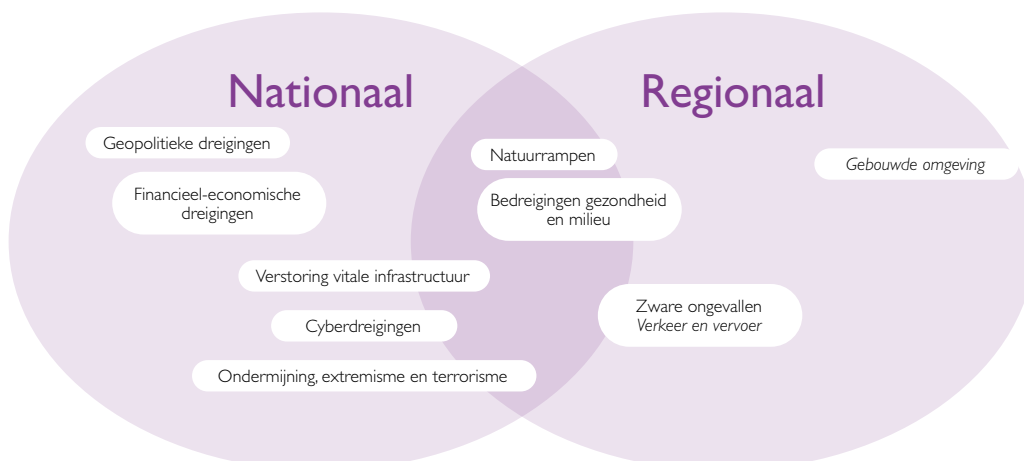 Nationaal
Regionaal
Geopolitieke dreigingen
Natuurrampen
Gebouwde omgeving
Financieel-economische
dreigingen
Bedreigingen gezondheid
en milieu
Verstoring vitale infrastructuur
Zware ongevallen
Verkeer en vervoer
Cyberdreigingen
Ondermijning, extremisme en terrorisme